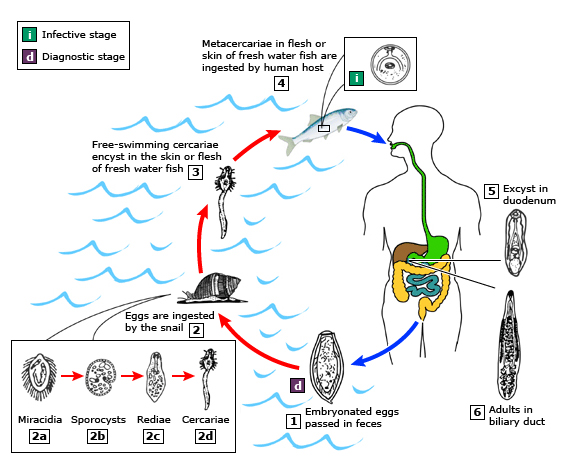 i Infective stage
d Diagnostic stage
Metacercariae in flesh or
skin of fresh water fish are
ingested by human host
4
i
Free-swimming cercariae
encyst in the skin or flesh
of fresh water fish 3
5 Excyst in
duodenum
Eggs are ingested
by the snail 2
Miracidia Sporocysts Rediae Cercariae
2a 2b 2c 2d
d
1 Embryonated eggs
passed in feces
6 Adults in
biliary duct